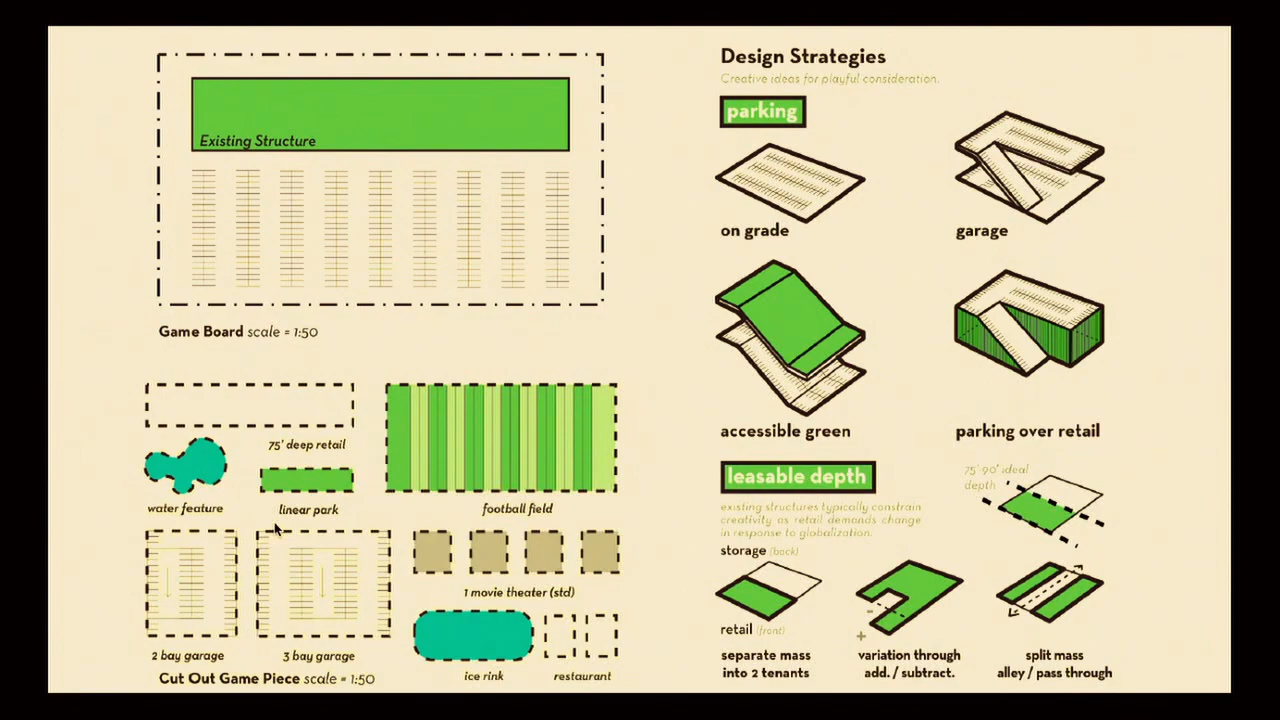 Existing Structure
Game Board scale = 1:50
75' deep retail
water feature
linear park
football field
1 movie theater (std)
2 bay garage
3 bay garage
ice rink
restaurant
Cut Out Game Piece scale = 1:50
Design Strategies
Creative ideas for playful consideration.
parking
on grade
garage
accessible green
parking over retail
leasable depth
75' 90' ideal
depth
existing structures typically constrain
creativity as retail demands change
in response to globalization.
storage (back)
retail (front)
separate mass
into 2 tenants
variation through
add. / subtract.
split mass
alley / pass through